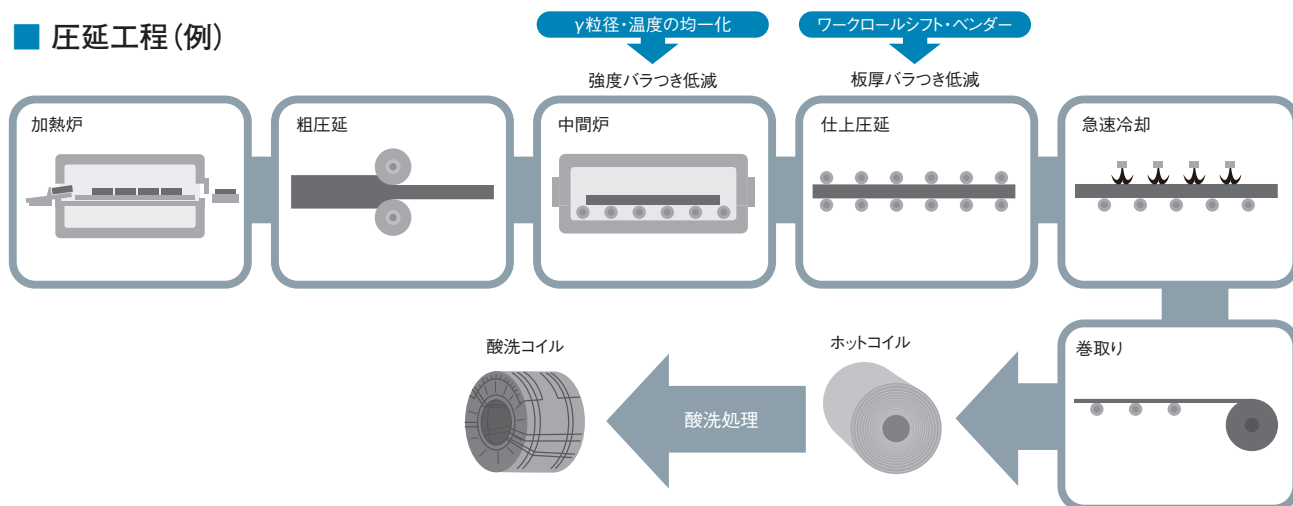 圧延工程(例)
γ粒径・温度の均一化
ワークロールシフト・ベンダー
強度バラつき低減
板厚バラつき低減
加熱炉
粗圧延
中間炉
仕上圧延
急速冷却
巻取り
ホットコイル
酸洗処理
酸洗コイル